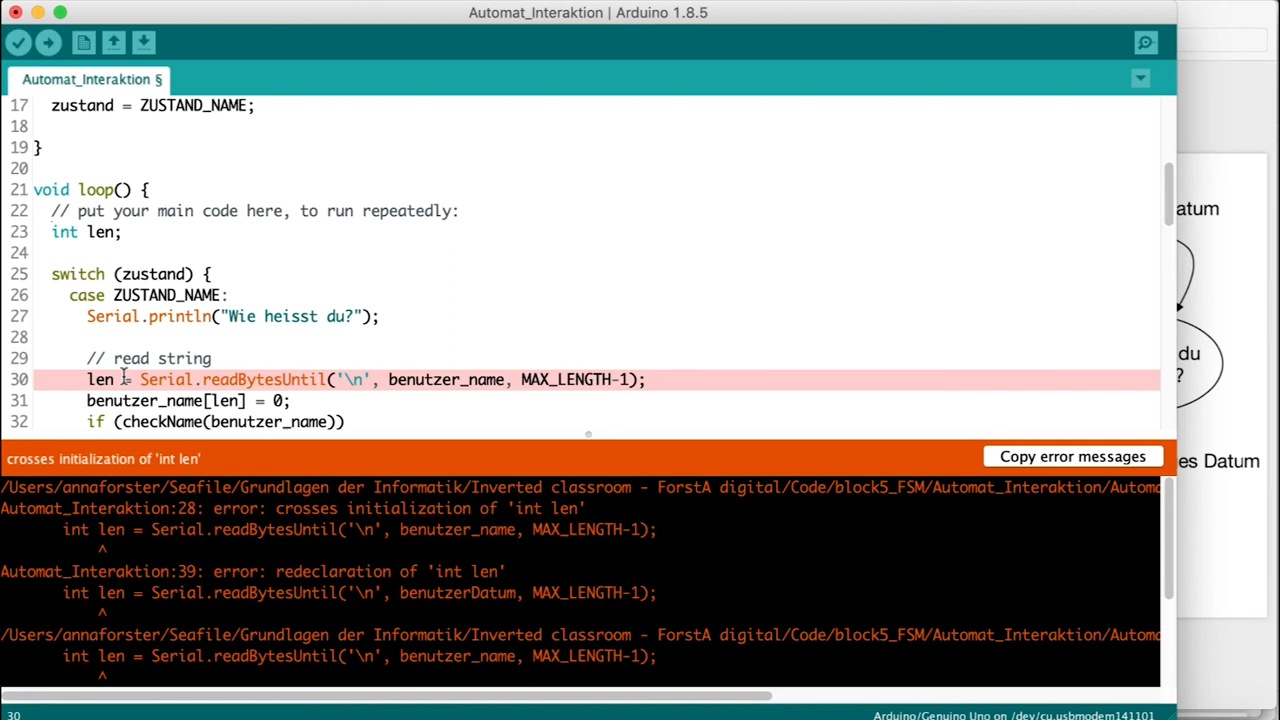 Automat_Interaktion | Arduino 1.8.5
Automat_Interaktion §
17 zustand = ZUSTAND_NAME;
18
19 }
20
21 void loop() {
22 // put your main code here, to run repeatedly:
23 int len;
24
25 switch (zustand) {
26 case ZUSTAND_NAME:
27 Serial.println("Wie heisst du?");
28
29 // read string
30 len = Serial.readBytesUntil('\n', benutzer_name, MAX_LENGTH-1);
31 benutzer_name[len] = 0;
32 if (checkName(benutzer_name))
atum
du
?
es Datum
crosses initialization of 'int len'
Copy error messages
/Users/annaforster/Seafile/Grundlagen der Informatik/Inverted classroom - ForstA digital/Code/block5_FSM/Automat_Interaktion/Automa
Automat_Interaktion:28: error: crosses initialization of 'int len'
int len = Serial.readBytesUntil('\n', benutzer_name, MAX_LENGTH-1);
^
Automat_Interaktion:39: error: redeclaration of 'int len'
int len = Serial.readBytesUntil('\n', benutzerDatum, MAX_LENGTH-1);
^
/Users/annaforster/Seafile/Grundlagen der Informatik/Inverted classroom - ForstA digital/Code/block5_FSM/Automat_Interaktion/Automa
int len = Serial.readBytesUntil('\n', benutzer_name, MAX_LENGTH-1);
^
30
Arduino/Genuino Uno on /dev/cu.usbmodem141101